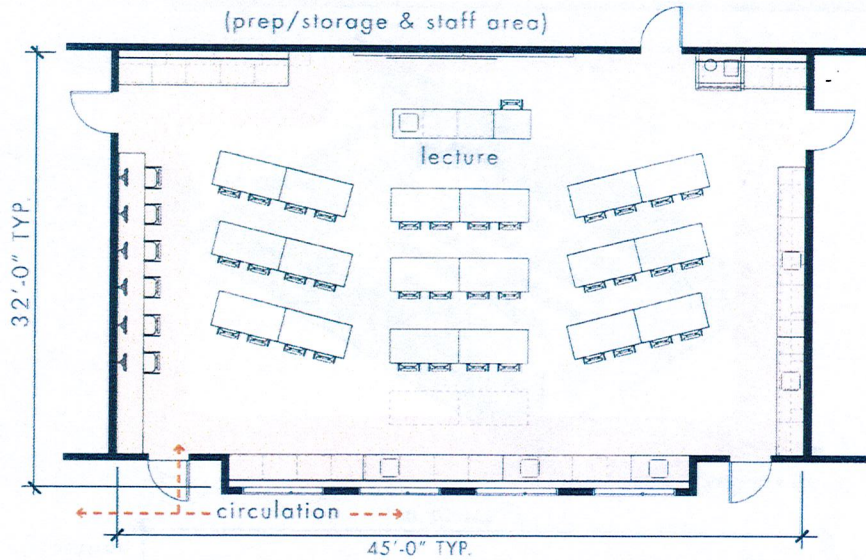 (prep/storage & staff area)
lecture
32'-0" TYP.
circulation
45'-0" TYP.